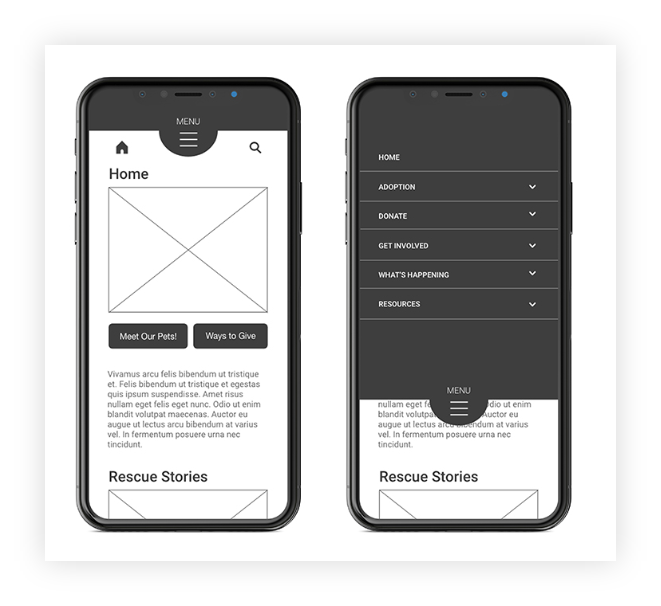 MENU
Home
Meet Our Pets!
Ways to Give
Vivamus arcu felis bibendum ut tristique
et. Felis bibendum ut tristique et egestas
quis ipsum suspendisse. Amet risus
nullam eget felis eget nunc. Odio ut enim
blandit volutpat maecenas. Auctor eu
augue ut lectus arcu bibendum at varius
vel. In fermentum posuere urna nec
tincidunt.
Rescue Stories
HOME
ADOPTION
DONATE
GET INVOLVED
WHAT'S HAPPENING
RESOURCES
MENU
nullam eget Odio ut enim
blandit volutpat Auctor eu
augue ut lectus arcu bibendum at varius
vel. In fermentum posuere urna nec
tincidunt.
Rescue Stories